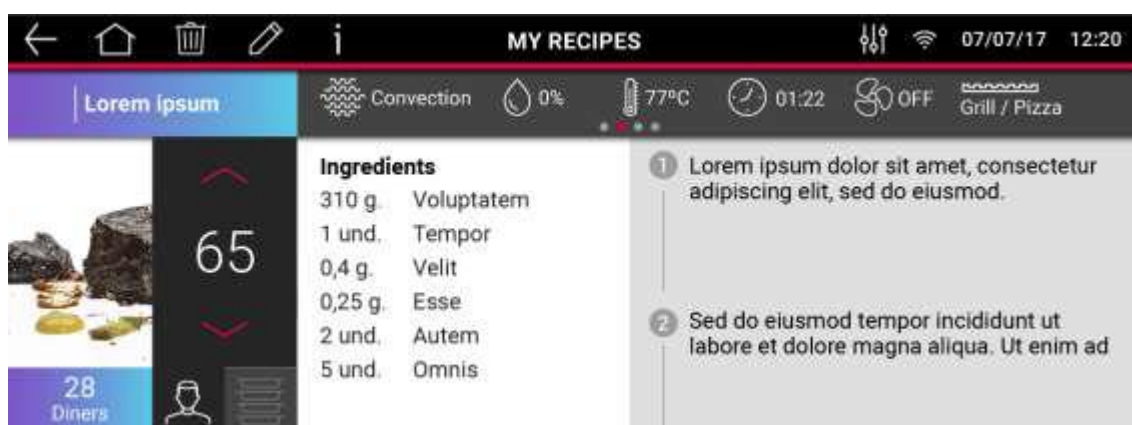 MY RECIPES
07/07/17 12:20
Lorem ipsum
Convection 0% 77ºC 01:22 OFF Grill / Pizza
65
28
Diners
Ingredients
310 g. Voluptatem
1 und. Tempor
0,4 g. Velit
0,25 g. Esse
2 und. Autem
5 und. Omnis
1 Lorem ipsum dolor sit amet, consectetur
adipiscing elit, sed do eiusmod.
2 Sed do eiusmod tempor incididunt ut
labore et dolore magna aliqua. Ut enim ad